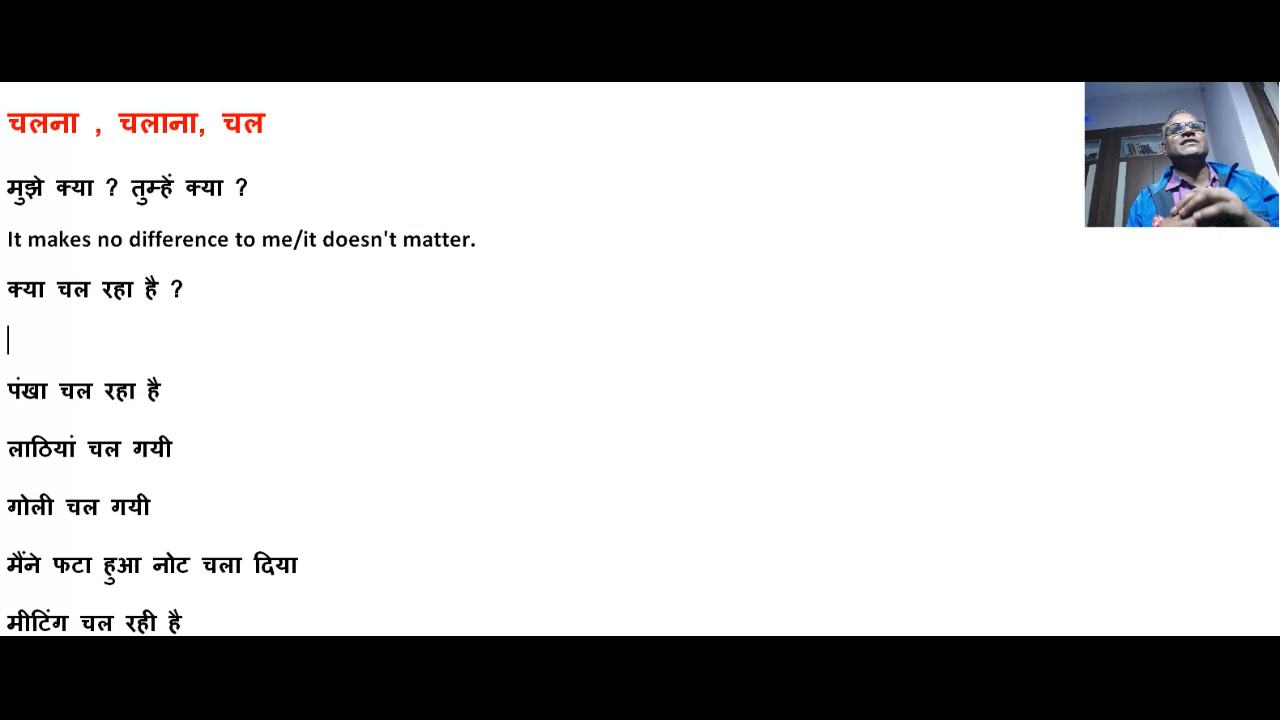 चलना , चलाना, चल
मुझे क्या ? तुम्हें क्या ?
It makes no difference to me/it doesn't matter.
क्या चल रहा है ?
पंखा चल रहा है
लाठियां चल गयी
गोली चल गयी
मैंने फटा हुआ नोट चला दिया
मीटिंग चल रही है